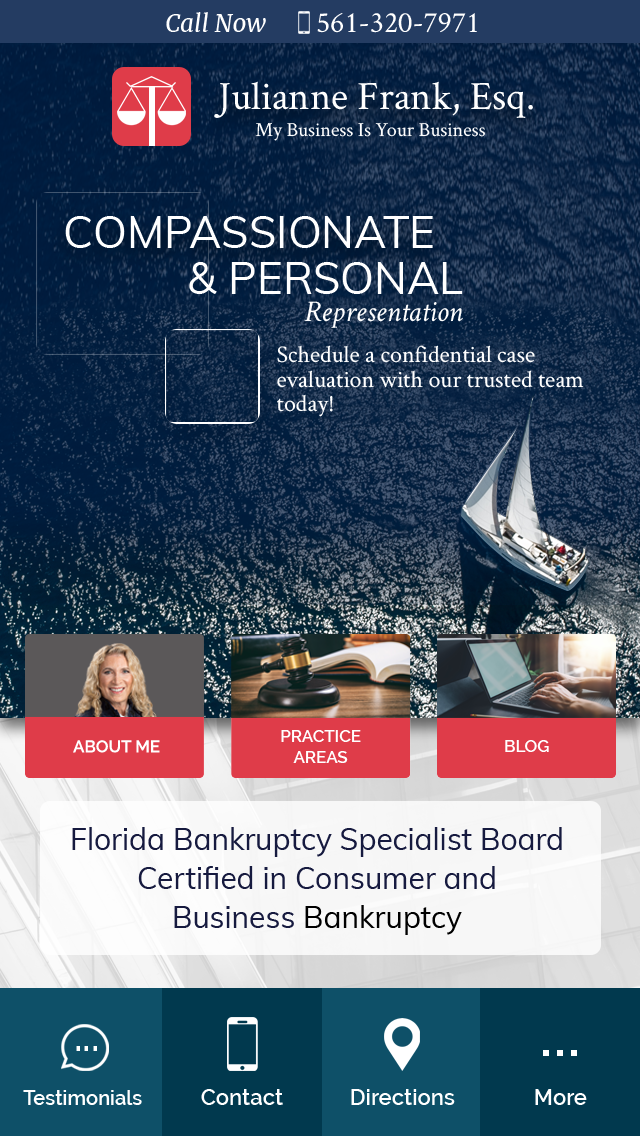 Call Now 561-320-7971
Julianne Frank, Esq.
My Business Is Your Business
COMPASSIONATE
& PERSONAL
Representation
Schedule a confidential case
evaluation with our trusted team
today!
ABOUT ME
PRACTICE
AREAS
BLOG
Florida Bankruptcy Specialist Board
Certified in Consumer and
Business Bankruptcy
Testimonials
Contact
Directions
More